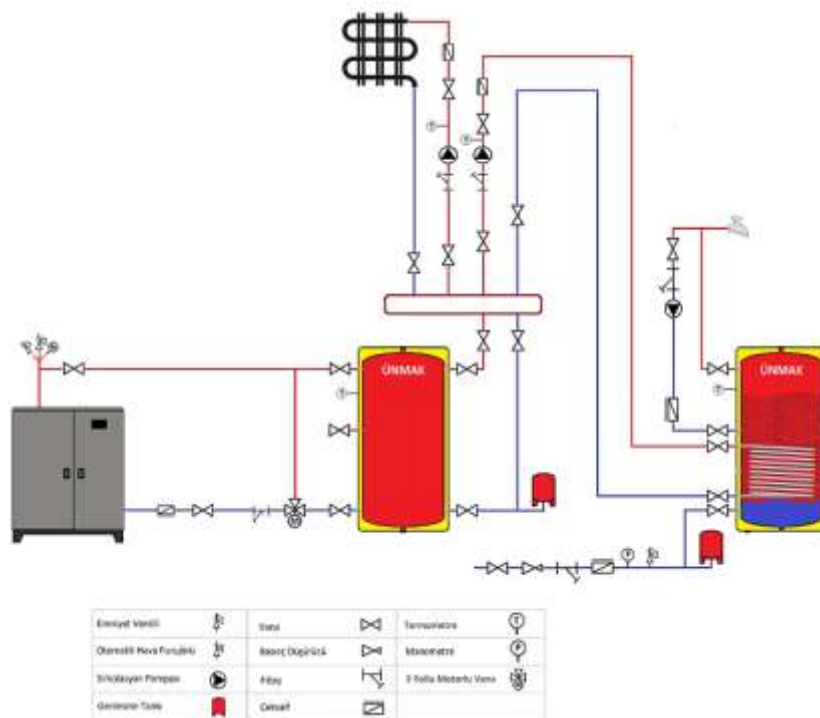 ÜNMAK
ÜNMAK
T
T
T
T
P
Emniyet Ventili
Vana
Termometre
T
Otomatik Hava Purjörü
Basınç Düşürücü
Manometre
P
Sirkülasyon Pompası
Filtre
3 Yollu Motorlu Vana
Genleşme Tankı
Çekvalf